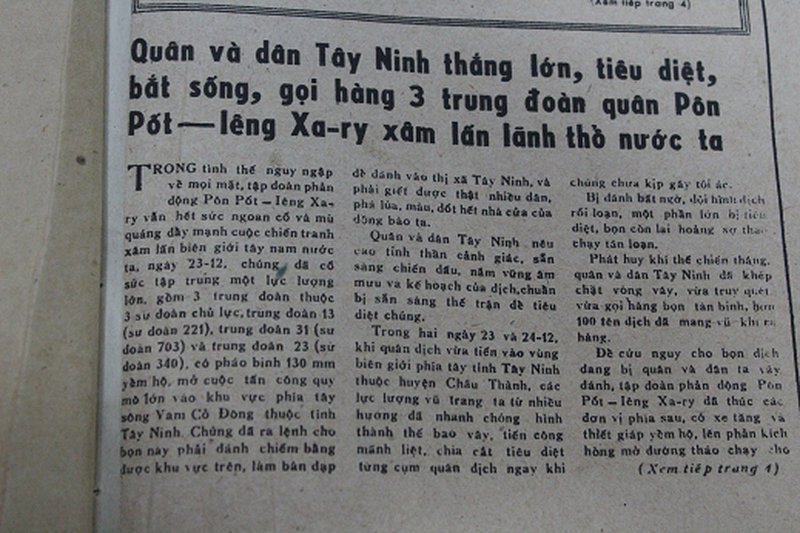 (Xem tiếp trang 4)
Quân và dân Tây Ninh thắng lớn, tiêu diệt,
bắt sống, gọi hàng 3 trung đoàn quân Pôn
Pốt — Iêng Xa-ry xâm lấn lãnh thổ nước ta
TRONG tình thế nguy ngập
về mọi mặt, tập đoàn phản
động Pôn Pốt — Iêng Xa-
ry vẫn hết sức ngoan cố và mù
quáng đẩy mạnh cuộc chiến tranh
xâm lấn biên giới tây nam nước
ta, ngày 23-12, chúng đã cố
sức tập trung một lực lượng
lớn, gồm 3 trung đoàn thuộc
3 sư đoàn chủ lực, trung đoàn 13
(sư đoàn 221), trung đoàn 31 (sư
đoàn 703) và trung đoàn 23 (sư
đoàn 340), có pháo binh 130 mm
yểm hộ, mở cuộc tấn công quy
mô lớn vào khu vực phía tây
sông Vàm Cỏ Đông thuộc tỉnh
Tây Ninh. Chúng đã ra lệnh cho
bọn này phải đánh chiếm bằng
được khu vực trên, làm bàn đạp
để đánh vào thị xã Tây Ninh, và
phải giết được thật nhiều dân,
phá lúa, màu, đốt hết nhà cửa của
đồng bào ta.
Quân và dân Tây Ninh nêu
cao tinh thần cảnh giác, sẵn
sàng chiến đấu, nắm vững âm
mưu và kế hoạch của địch, chuẩn
bị sẵn sàng thế trận để tiêu
diệt chúng.
Trong hai ngày 23 và 24-12,
khi quân địch vừa tiến vào vùng
biên giới phía tây tỉnh Tây Ninh
thuộc huyện Châu Thành, các
lực lượng vũ trang ta từ nhiều
hướng đã nhanh chóng hình
thành thế bao vây, tiến công
mãnh liệt, chia cắt tiêu diệt
từng cụm quân địch ngay khi
chúng chưa kịp gây tội ác.
Bị đánh bất ngờ, đội hình địch
rối loạn, một phần lớn bị tiêu
diệt, bọn còn lại hoảng sợ tháo
chạy tán loạn.
Phát huy khí thế chiến thắng,
quân và dân Tây Ninh đã khép
chặt vòng vây, vừa truy quét,
vừa gọi hàng bọn tàn binh, hơn
100 tên địch đã mang vũ khí ra
hàng.
Để cứu nguy cho bọn địch
đang bị quân và dân ta vây
đánh, tập đoàn phản động Pôn
Pốt — Iêng Xa-ry đã thúc các
đơn vị phía sau, có xe tăng và
thiết giáp yểm hộ, lên phản kích
hòng mở đường tháo chạy cho
(Xem tiếp trang 4)